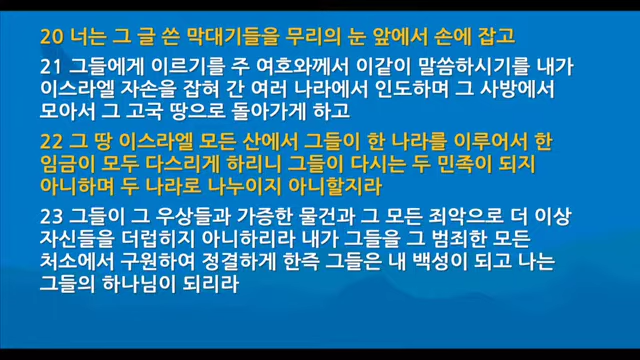 20 너는 그 글 쓴 막대기들을 무리의 눈 앞에서 손에 잡고
21 그들에게 이르기를 주 여호와께서 이같이 말씀하시기를 내가
이스라엘 자손을 잡혀 간 여러 나라에서 인도하며 그 사방에서
모아서 그 고국 땅으로 돌아가게 하고
22 그 땅 이스라엘 모든 산에서 그들이 한 나라를 이루어서 한
임금이 모두 다스리게 하리니 그들이 다시는 두 민족이 되지
아니하며 두 나라로 나누이지 아니할지라
23 그들이 그 우상들과 가증한 물건과 그 모든 죄악으로 더 이상
자신들을 더럽히지 아니하리라 내가 그들을 그 범죄한 모든
처소에서 구원하여 정결하게 한즉 그들은 내 백성이 되고 나는
그들의 하나님이 되리라